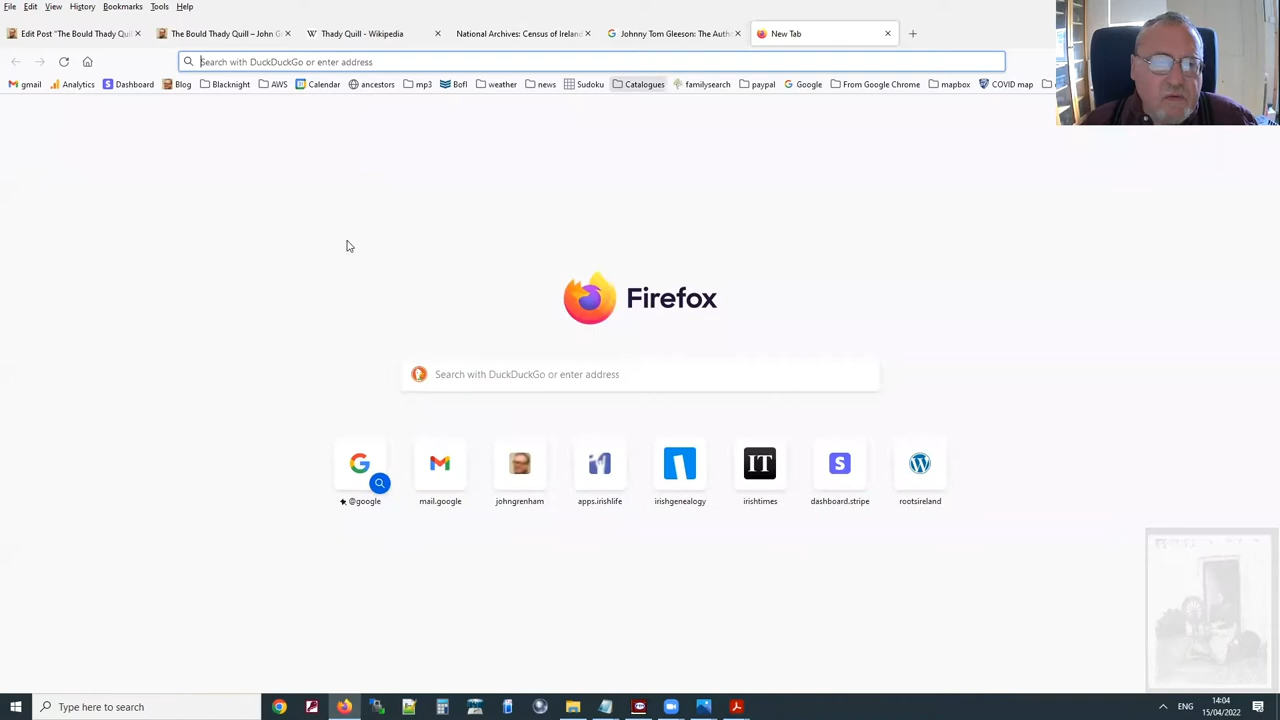 File Edit View History Bookmarks Tools Help
Edit Post "The Bould Thady Quil
The Bould Thady Quill – John G
Thady Quill - Wikipedia
National Archives: Census of Ireland
Johnny Tom Gleeson: The Auth
New Tab
Search with DuckDuckGo or enter address
gmail Analytics Dashboard Blog Blacknight AWS Calendar ancestors mp3 BofI weather news Sudoku Catalogues familysearch paypal Google From Google Chrome mapbox COVID map
Firefox
Search with DuckDuckGo or enter address
@google mail.google johngrenham apps.irishlife irishgenealogy irishtimes dashboard.stripe rootsireland
Type here to search
ENG
14:04
15/04/2022